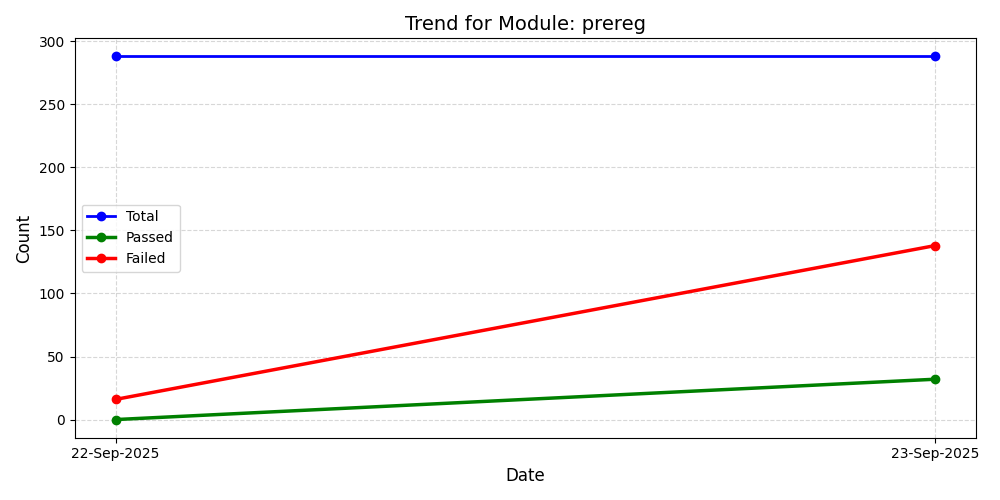 Trend for Module: prereg
300
250
200
150
100
50
0
Count
Total
Passed
Failed
22-Sep-2025
23-Sep-2025
Date